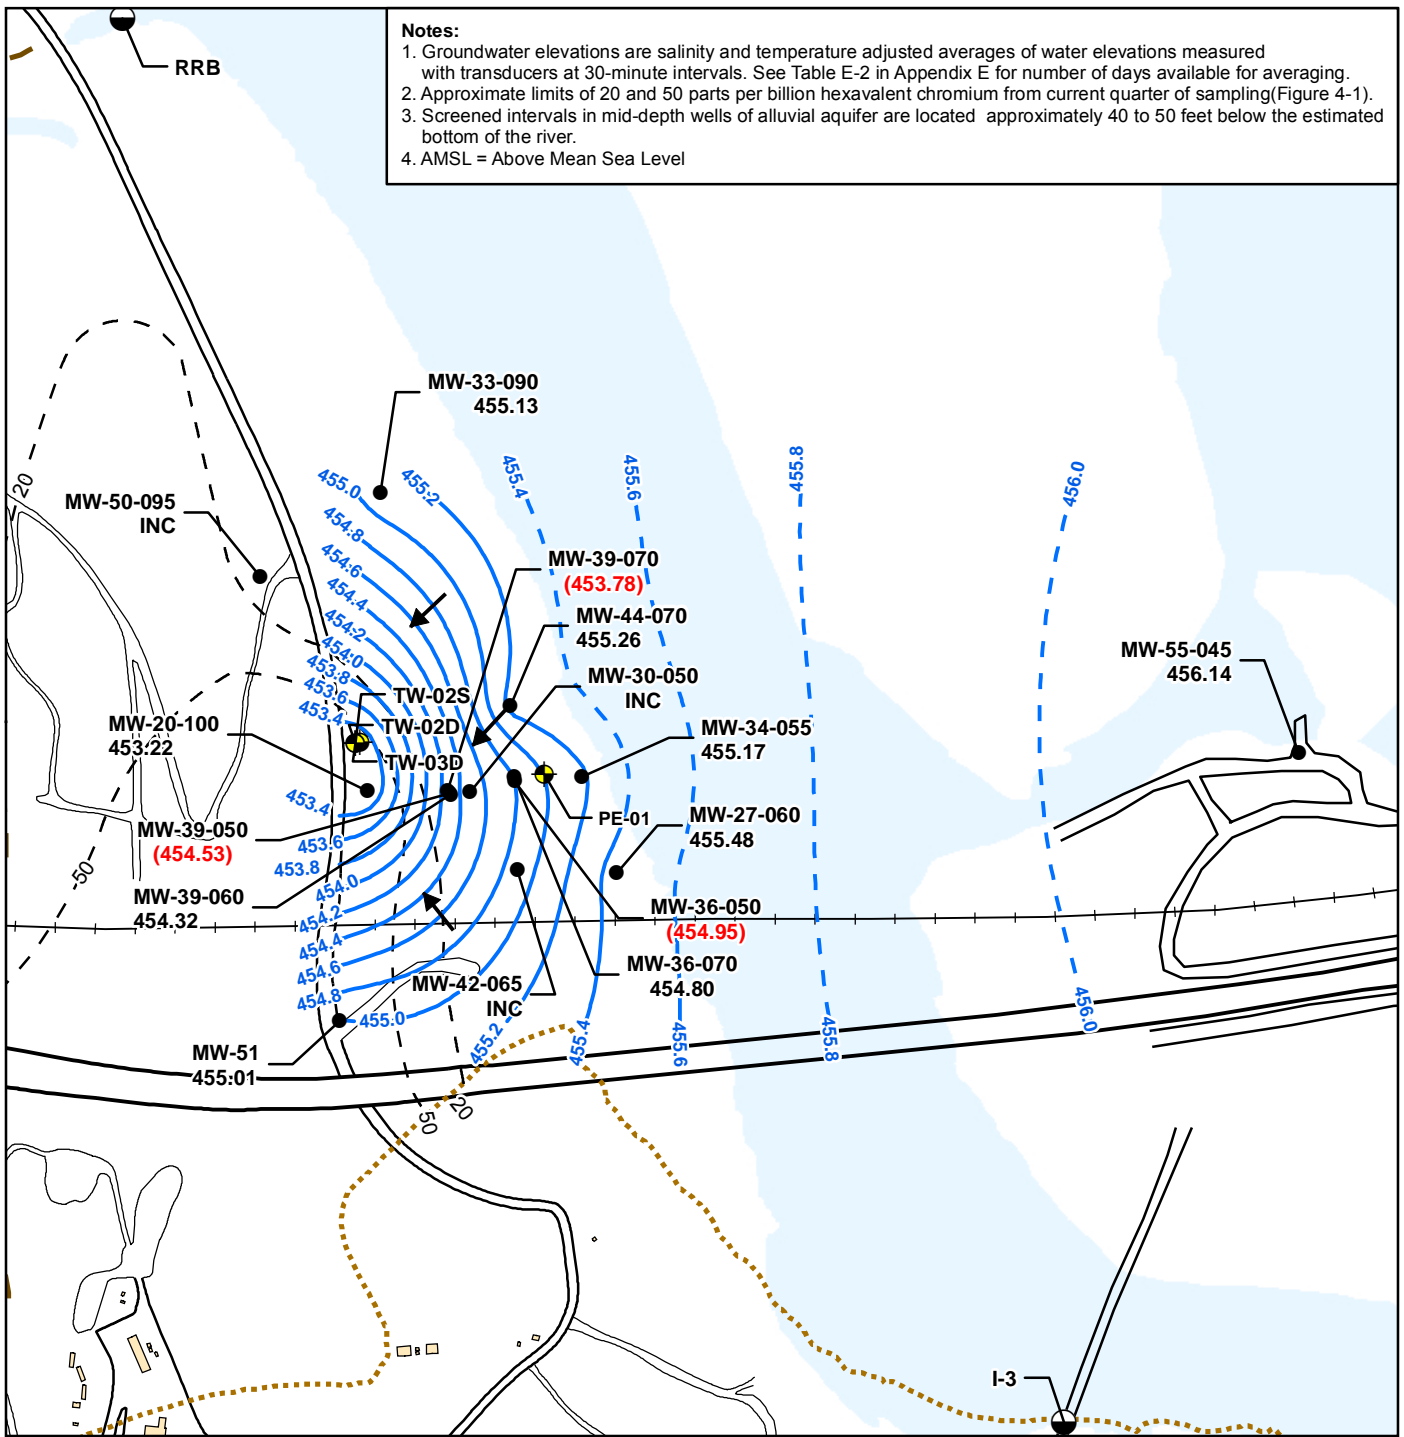 Notes:
1. Groundwater elevations are salinity and temperature adjusted averages of water elevations measured
with transducers at 30-minute intervals. See Table E-2 in Appendix E for number of days available for averaging.
2. Approximate limits of 20 and 50 parts per billion hexavalent chromium from current quarter of sampling(Figure 4-1).
3. Screened intervals in mid-depth wells of alluvial aquifer are located approximately 40 to 50 feet below the estimated
bottom of the river.
4. AMSL = Above Mean Sea Level
RRB
MW-33-090
455.13
455.0
455.2
455.4
455.6
455.8
456.0
20
MW-50-095
INC
454.8
454.6
454.4
454.2
454.0
453.8
453.6
453.4
MW-39-070
(453.78)
MW-44-070
455.26
MW-30-050
INC
MW-55-045
456.14
TW-02S
TW-02D
TW-03D
MW-20-100
453.22
MW-34-055
455.17
453.4
PE-01
MW-27-060
455.48
MW-39-050
(454.53)
453.6
453.8
50
454.0
MW-39-060
454.32
454.2
MW-36-050
(454.95)
454.4
454.6
MW-36-070
454.80
454.8
MW-42-065
INC
455.0
455.2
455.4
455.6
455.8
456.0
MW-51
455.01
50
20
I-3